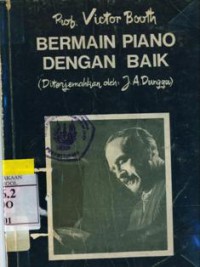 Prof. Victor Booth
BERMAIN PIANO
DENGAN BAIK
(Diterjemahkan oleh: J.A. Dungga)